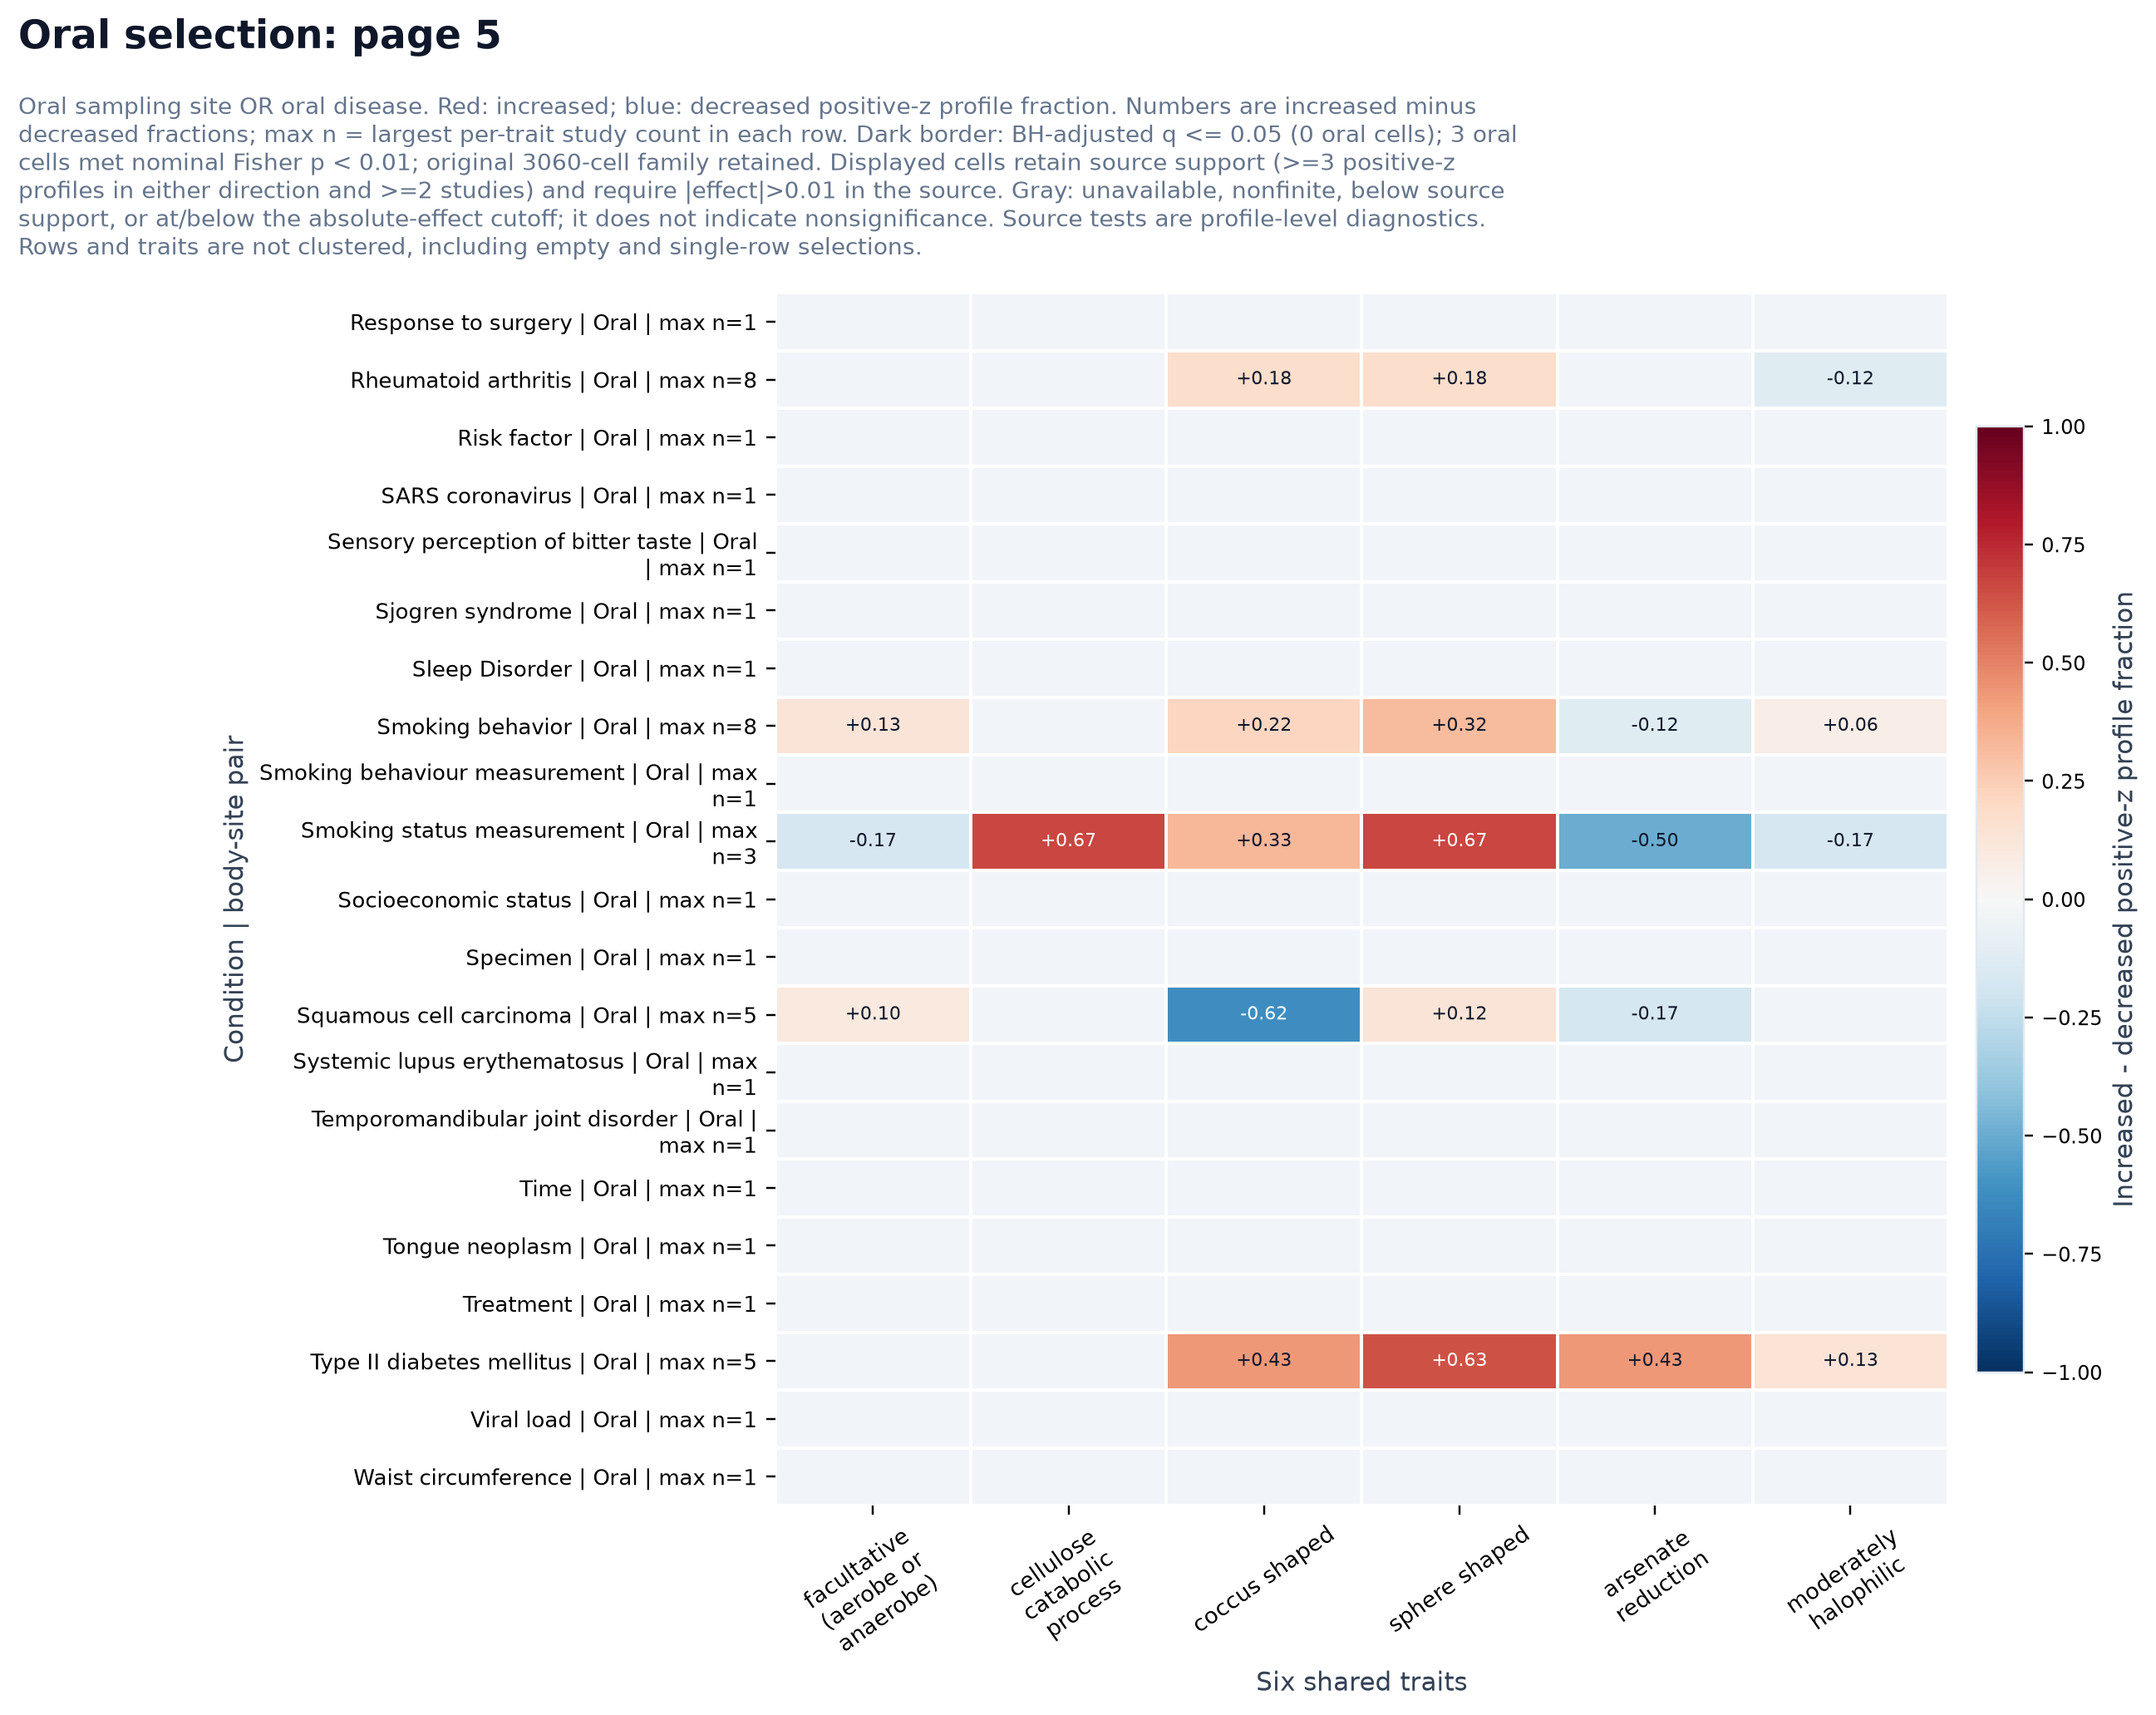 Oral selection: page 5
Oral sampling site OR oral disease. Red: increased; blue: decreased positive-z profile fraction. Numbers are increased minus
decreased fractions; max n = largest per-trait study count in each row. Dark border: BH-adjusted q <= 0.05 (0 oral cells); 3 oral
cells met nominal Fisher p < 0.01; original 3060-cell family retained. Displayed cells retain source support (>=3 positive-z
profiles in either direction and >=2 studies) and require |effect|>0.01 in the source. Gray: unavailable, nonfinite, below source
support, or at/below the absolute-effect cutoff; it does not indicate nonsignificance. Source tests are profile-level diagnostics.
Rows and traits are not clustered, including empty and single-row selections.
Condition | body-site pair
Response to surgery | Oral | max n=1
Rheumatoid arthritis | Oral | max n=8
+0.18
+0.18
-0.12
Risk factor | Oral | max n=1
SARS coronavirus | Oral | max n=1
Sensory perception of bitter taste | Oral
| max n=1
Sjogren syndrome | Oral | max n=1
Sleep Disorder | Oral | max n=1
Smoking behavior | Oral | max n=8
+0.13
+0.22
+0.32
-0.12
+0.06
Smoking behaviour measurement | Oral | max
n=1
Smoking status measurement | Oral | max
n=3
-0.17
+0.67
+0.33
+0.67
-0.50
-0.17
Socioeconomic status | Oral | max n=1
Specimen | Oral | max n=1
Squamous cell carcinoma | Oral | max n=5
+0.10
-0.62
+0.12
-0.17
Systemic lupus erythematosus | Oral | max
n=1
Temporomandibular joint disorder | Oral |
max n=1
Time | Oral | max n=1
Tongue neoplasm | Oral | max n=1
Treatment | Oral | max n=1
Type II diabetes mellitus | Oral | max n=5
+0.43
+0.63
+0.43
+0.13
Viral load | Oral | max n=1
Waist circumference | Oral | max n=1
facultative
(aerobe or
anaerobe)
cellulose
catabolic
process
coccus shaped
sphere shaped
arsenate
reduction
moderately
halophilic
Six shared traits
1.00
0.75
0.50
0.25
0.00
−0.25
−0.50
−0.75
−1.00
Increased - decreased positive-z profile fraction